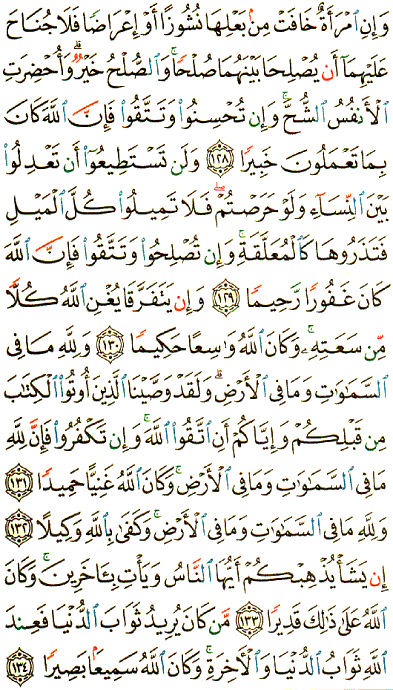 وَإِنِ ٱمْرَأَةٌ خَافَتْ مِنۢ بَعْلِهَا نُشُوزًا أَوْ إِعْرَاضًا فَلَا جُنَاحَ
عَلَيْهِمَآ أَن يُصْلِحَا بَيْنَهُمَا صُلْحًا ۚ وَٱلصُّلْحُ خَيْرٌ ۗ وَأُحْضِرَتِ
ٱلْأَنفُسُ ٱلشُّحَّ ۚ وَإِن تُحْسِنُوا۟ وَتَتَّقُوا۟ فَإِنَّ ٱللَّهَ كَانَ
بِمَا تَعْمَلُونَ خَبِيرًا ١٢٨ وَلَن تَسْتَطِيعُوٓا۟ أَن تَعْدِلُوا۟
بَيْنَ ٱلنِّسَآءِ وَلَوْ حَرَصْتُمْ ۖ فَلَا تَمِيلُوا۟ كُلَّ ٱلْمَيْلِ
فَتَذَرُوهَا كَٱلْمُعَلَّقَةِ ۚ وَإِن تُصْلِحُوا۟ وَتَتَّقُوا۟ فَإِنَّ ٱللَّهَ
كَانَ غَفُورًا رَّحِيمًا ١٢٩ وَإِن يَتَفَرَّقَا يُغْنِ ٱللَّهُ كُلًّا
مِّن سَعَتِهِۦ ۚ وَكَانَ ٱللَّهُ وَٰسِعًا حَكِيمًا ١٣٠ وَلِلَّهِ مَا فِى
ٱلسَّمَٰوَٰتِ وَمَا فِى ٱلْأَرْضِ ۗ وَلَقَدْ وَصَّيْنَا ٱلَّذِينَ أُوتُوا۟ ٱلْكِتَٰبَ
مِن قَبْلِكُمْ وَإِيَّاكُمْ أَنِ ٱتَّقُوا۟ ٱللَّهَ ۚ وَإِن تَكْفُرُوا۟ فَإِنَّ لِلَّهِ
مَا فِى ٱلسَّمَٰوَٰتِ وَمَا فِى ٱلْأَرْضِ ۚ وَكَانَ ٱللَّهُ غَنِيًّا حَمِيدًا ١٣١
وَلِلَّهِ مَا فِى ٱلسَّمَٰوَٰتِ وَمَا فِى ٱلْأَرْضِ ۚ وَكَفَىٰ بِٱللَّهِ وَكِيلًا ١٣٢
إِن يَشَأْ يُذْهِبْكُمْ أَيُّهَا ٱلنَّاسُ وَيَأْتِ بِـَٔاخَرِينَ ۚ وَكَانَ
ٱللَّهُ عَلَىٰ ذَٰلِكَ قَدِيرًا ١٣٣ مَّن كَانَ يُرِيدُ ثَوَابَ ٱلدُّنْيَا فَعِندَ
ٱللَّهِ ثَوَابُ ٱلدُّنْيَا وَٱلْـَٔاخِرَةِ ۚ وَكَانَ ٱللَّهُ سَمِيعًۢا بَصِيرًا ١٣٤